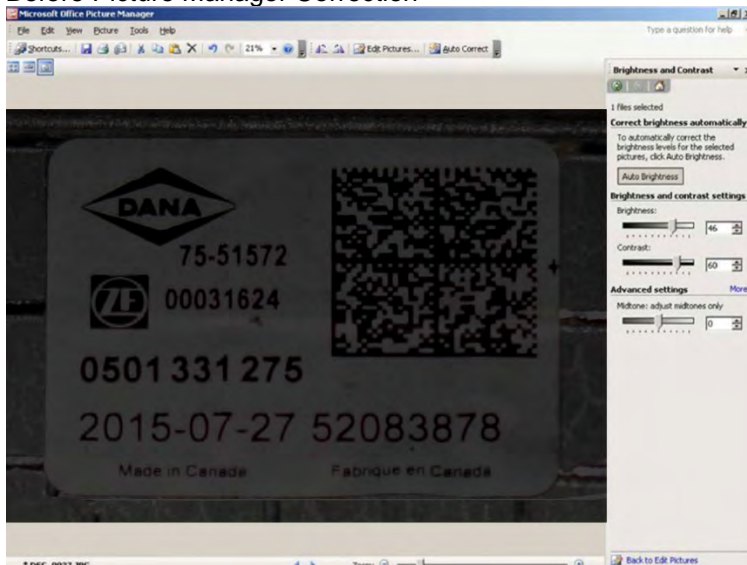 Before Picture Manager Correction
Microsoft Office Picture Manager
File Edit View Picture Tools Help
Type a question for help
Shortcuts... 21% Edit Pictures... Auto Correct
Brightness and Contrast
1 files selected
Correct brightness automatically
To automatically correct the
brightness levels for the selected
pictures, click Auto Brightness.
Auto Brightness
Brightness and contrast settings
Brightness:
46
Contrast:
60
Advanced settings More
Midtone: adjust midtones only
0
DANA
75-51572
ZF 00031624
0501 331 275
2015-07-27 52083878
Made in Canada Fabrique en Canada
Zoom:
Back to Edit Pictures